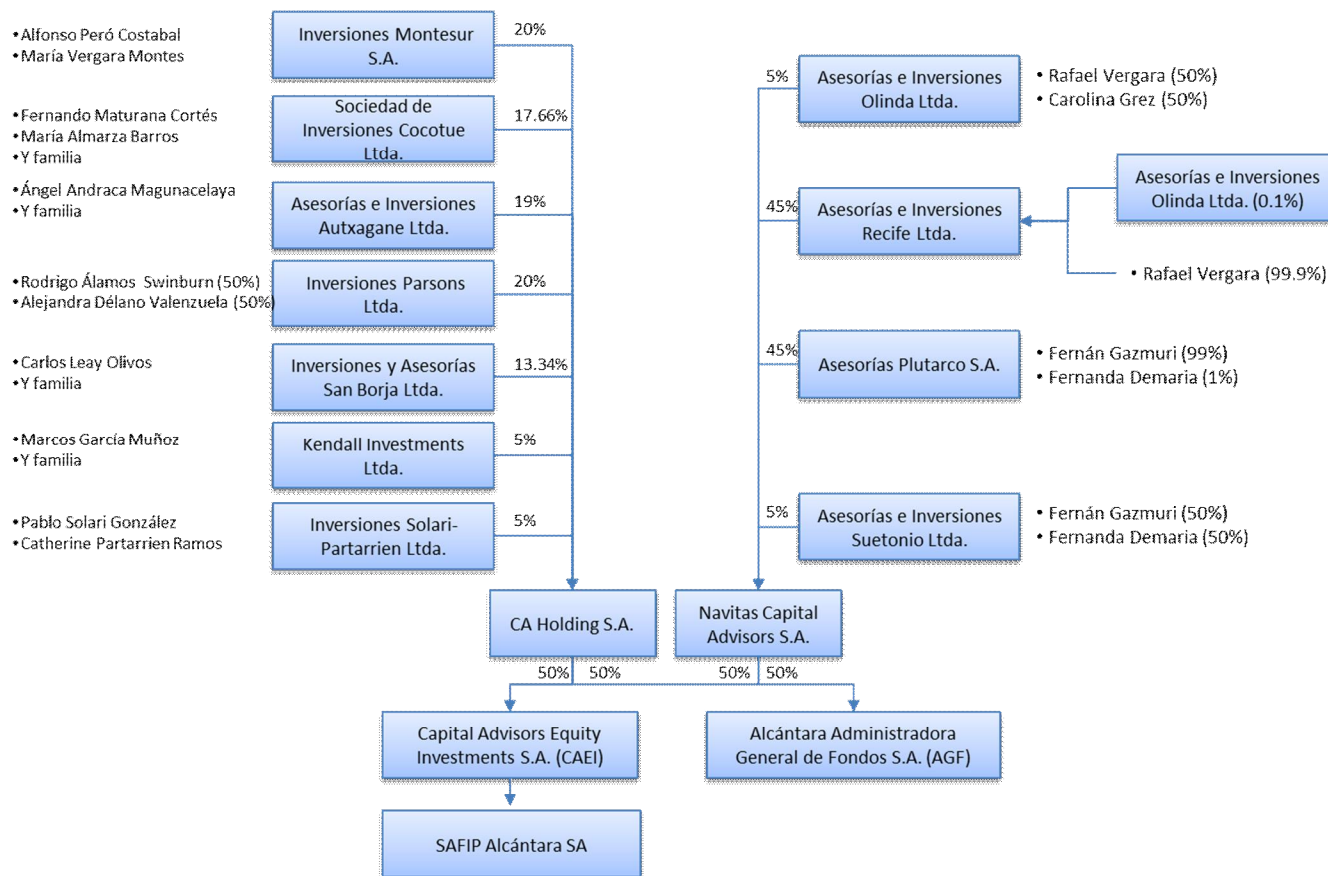 • Alfonso Peró Costabal
• María Vergara Montes
Inversiones Montesur
S.A.
20%
• Fernando Maturana Cortés
• María Almarza Barros
• Y familia
Sociedad de
Inversiones Cocotue
Ltda.
17.66%
• Ángel Andraca Magunacelaya
• Y familia
Asesorías e Inversiones
Autxagane Ltda.
19%
• Rodrigo Álamos Swinburn (50%)
• Alejandra Délano Valenzuela (50%)
Inversiones Parsons
Ltda.
20%
• Carlos Leay Olivos
• Y familia
Inversiones y Asesorías
San Borja Ltda.
13.34%
• Marcos García Muñoz
• Y familia
Kendall Investments
Ltda.
5%
• Pablo Solari González
• Catherine Partarrien Ramos
Inversiones Solari-
Partarrien Ltda.
5%
5%
Asesorías e Inversiones
Olinda Ltda.
• Rafael Vergara (50%)
• Carolina Grez (50%)
45%
Asesorías e Inversiones
Recife Ltda.
Asesorías e Inversiones
Olinda Ltda. (0.1%)
• Rafael Vergara (99.9%)
45%
Asesorías Plutarco S.A.
• Fernán Gazmuri (99%)
• Fernanda Demaria (1%)
5%
Asesorías e Inversiones
Suetonio Ltda.
• Fernán Gazmuri (50%)
• Fernanda Demaria (50%)
CA Holding S.A.
Navitas Capital
Advisors S.A.
50% 50%
50% 50%
Capital Advisors Equity
Investments S.A. (CAEI)
Alcántara Administradora
General de Fondos S.A. (AGF)
SAFIP Alcántara SA